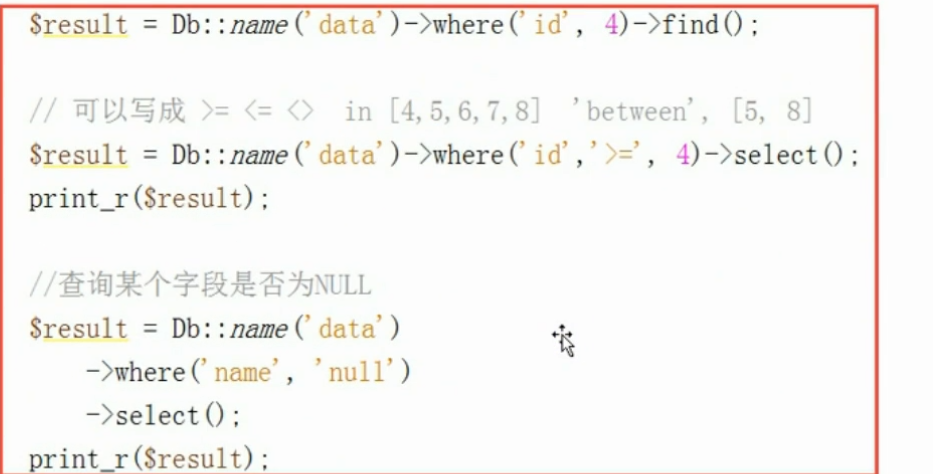 $result = Db::name('data')->where('id', 4)->find();
// 可以写成 >= <= <>  in [4,5,6,7,8]  'between', [5, 8]
$result = Db::name('data')->where('id','>=', 4)->select();
print_r($result);
//查询某个字段是否为NULL
$result = Db::name('data')
->where('name', 'null')
->select();
print_r($result);